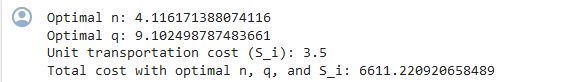 Optimal n: 4.116171388074116
Optimal q: 9.102498787483661
Unit transportation cost (S_i): 3.5
Total cost with optimal n, q, and S_i: 6611.220920658489